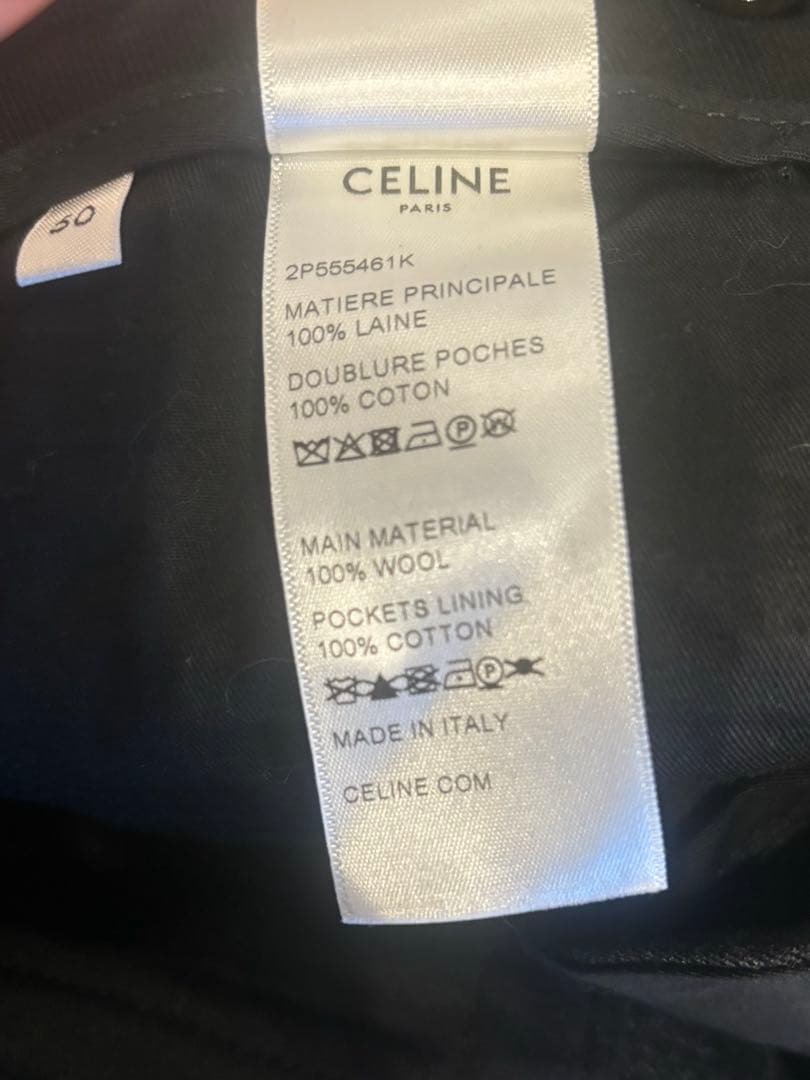 50
CELINE
PARIS
2P555461K
MATIERE PRINCIPALE
100% LAINE
DOUBLURE POCHES
100% COTON
P W
MAIN MATERIAL
100% WOOL
POCKETS LINING
100% COTTON
P
MADE IN ITALY
CELINE.COM